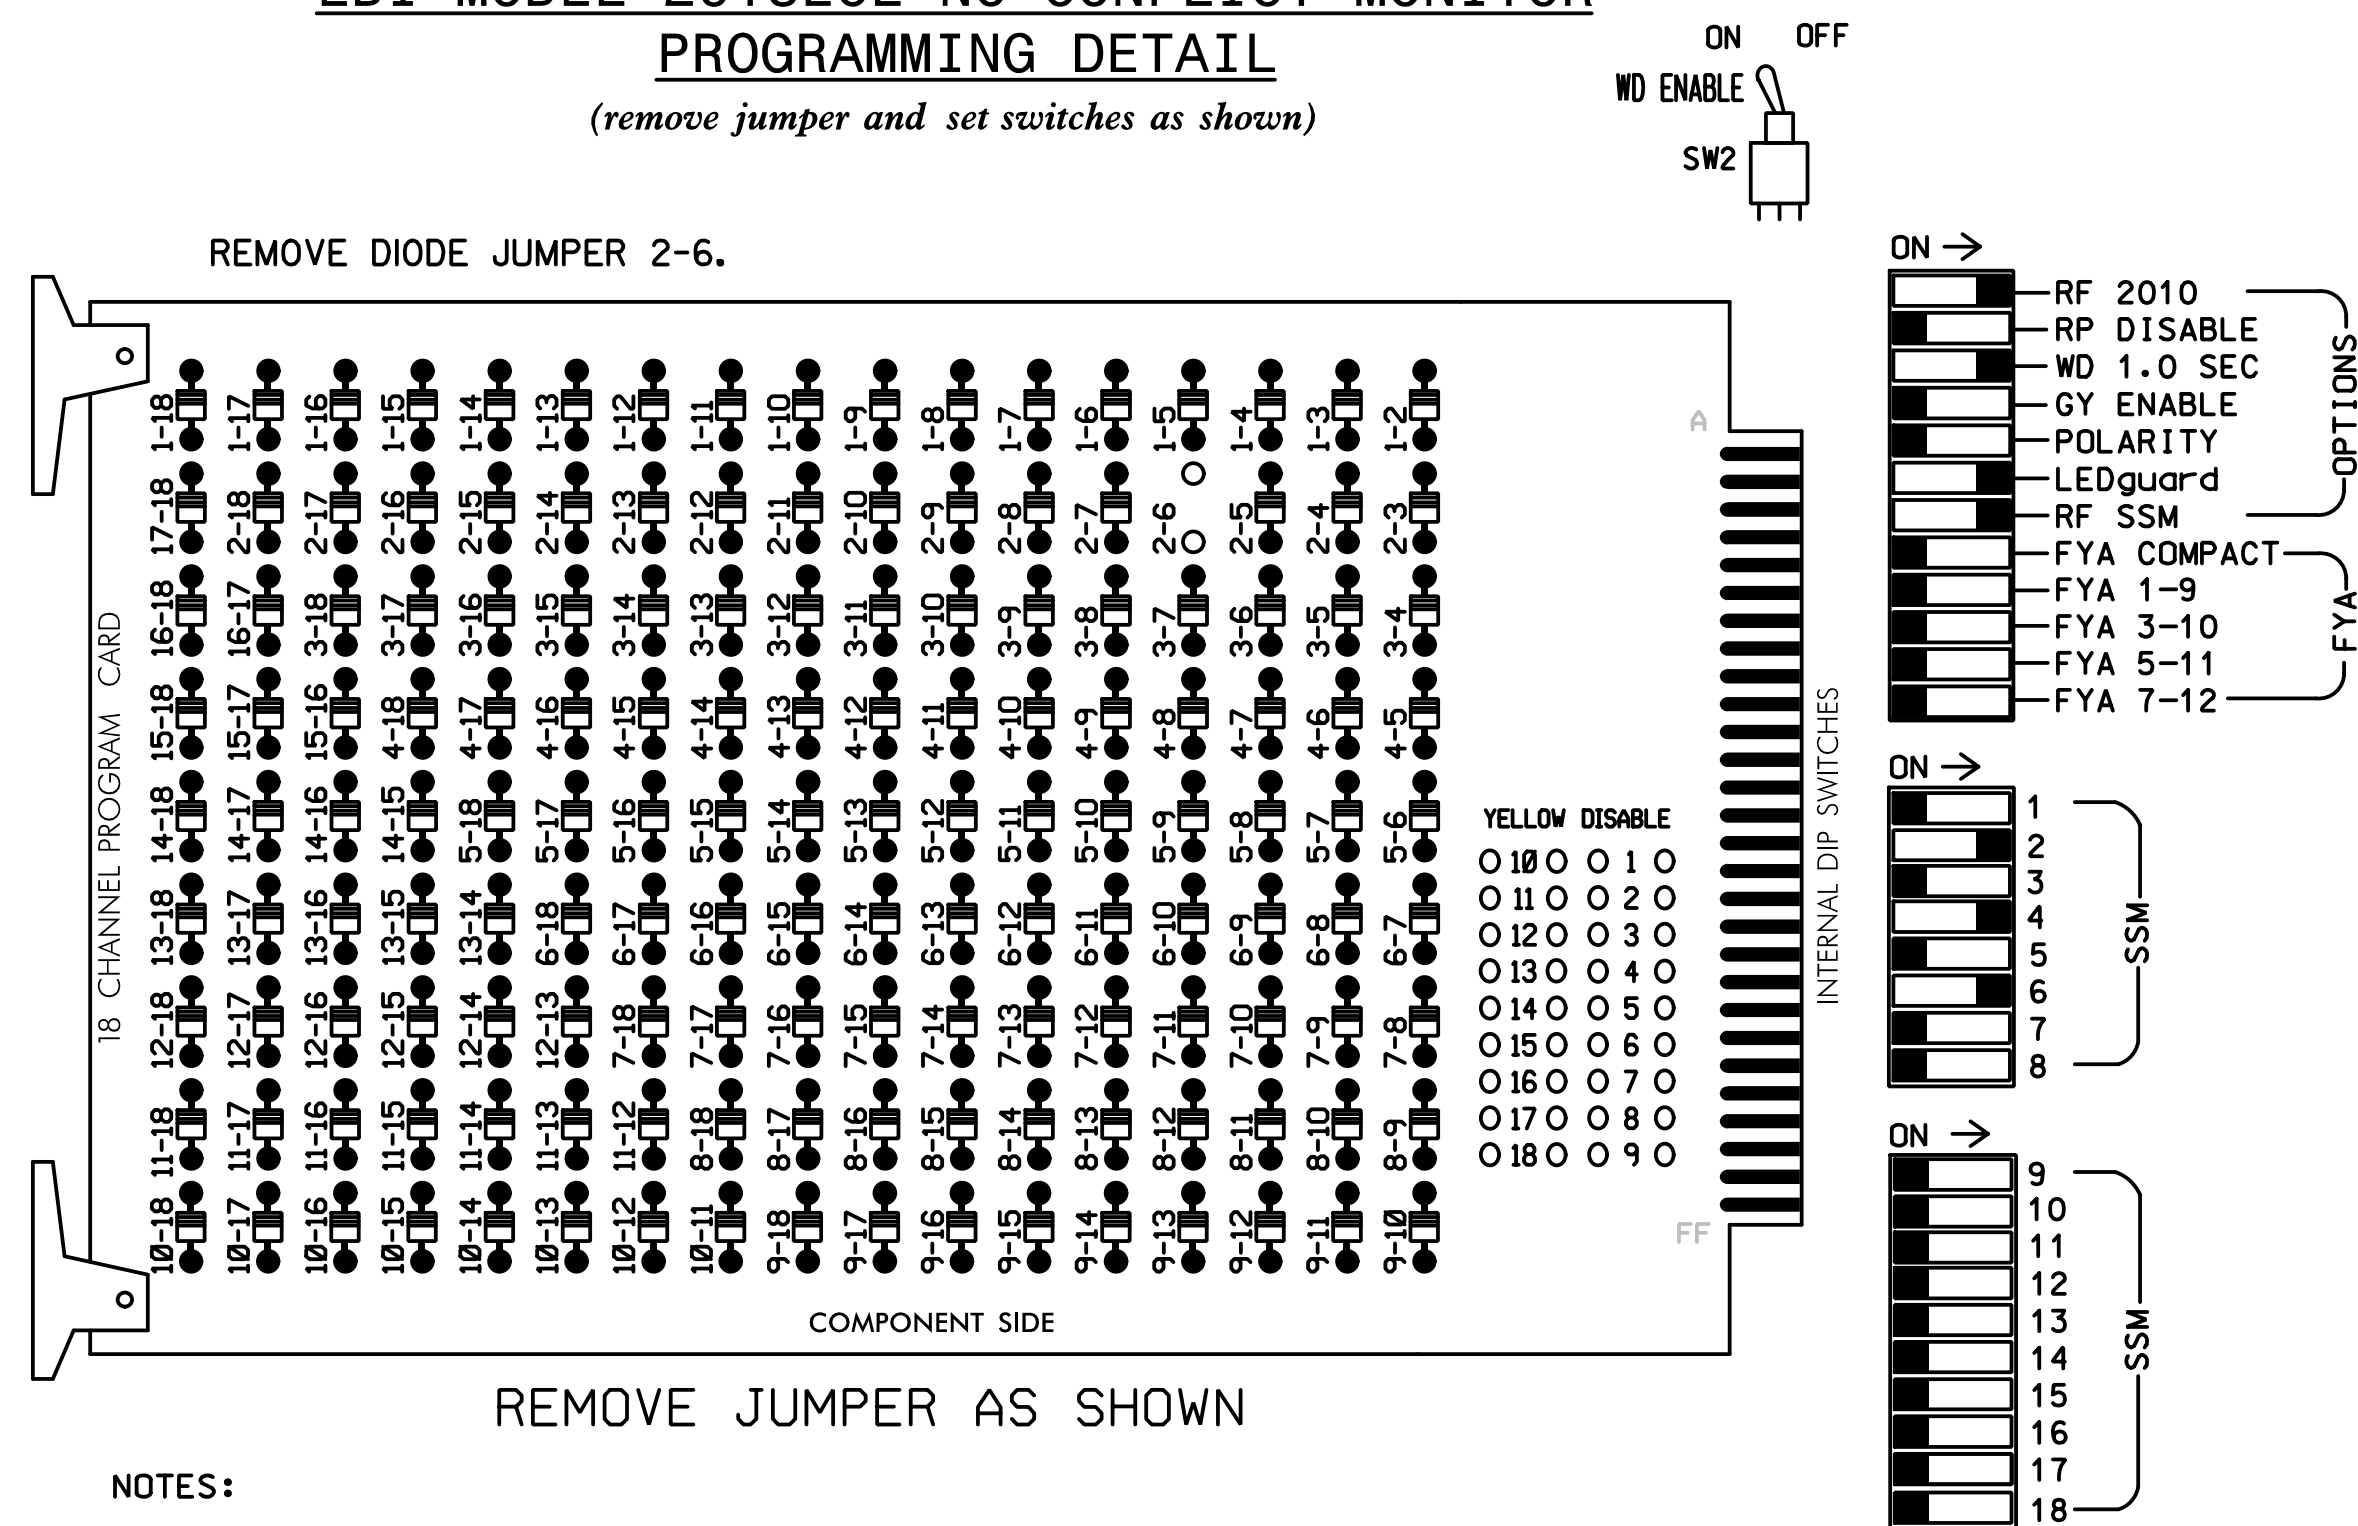 PROGRAMMING DETAIL
(remove jumper and set switches as shown)
ON OFF
WD ENABLE
SW2
REMOVE DIODE JUMPER 2-6.
18 CHANNEL PROGRAM CARD
1-18 1-17 1-16 1-15 1-14 1-13 1-12 1-11 1-10 1-9 1-8 1-7 1-6 1-5 1-4 1-3 1-2
17-18 2-18 2-17 2-16 2-15 2-14 2-13 2-12 2-11 2-10 2-9 2-8 2-7 2-6 2-5 2-4 2-3
16-18 16-17 3-18 3-17 3-16 3-15 3-14 3-13 3-12 3-11 3-10 3-9 3-8 3-7 3-6 3-5 3-4
15-18 15-17 15-16 4-18 4-17 4-16 4-15 4-14 4-13 4-12 4-11 4-10 4-9 4-8 4-7 4-6 4-5
14-18 14-17 14-16 14-15 5-18 5-17 5-16 5-15 5-14 5-13 5-12 5-11 5-10 5-9 5-8 5-7 5-6
13-18 13-17 13-16 13-15 13-14 6-18 6-17 6-16 6-15 6-14 6-13 6-12 6-11 6-10 6-9 6-8 6-7
12-18 12-17 12-16 12-15 12-14 12-13 7-18 7-17 7-16 7-15 7-14 7-13 7-12 7-11 7-10 7-9 7-8
11-18 11-17 11-16 11-15 11-14 11-13 11-12 8-18 8-17 8-16 8-15 8-14 8-13 8-12 8-11 8-10 8-9
10-18 10-17 10-16 10-15 10-14 10-13 10-12 10-11 9-18 9-17 9-16 9-15 9-14 9-13 9-12 9-11 9-10
YELLOW DISABLE
10 1
11 2
12 3
13 4
14 5
15 6
16 7
17 8
18 9
A
FF
INTERNAL DIP SWITCHES
COMPONENT SIDE
REMOVE JUMPER AS SHOWN
NOTES:
ON
RF 2010
RP DISABLE
WD 1.0 SEC
GY ENABLE
POLARITY
LEDguard
RF SSM
OPTIONS
FYA COMPACT
FYA 1-9
FYA 3-10
FYA 5-11
FYA 7-12
FYA
ON
1
2
3
4
5
6
7
8
SSM
ON
9
10
11
12
13
14
15
16
17
18
SSM